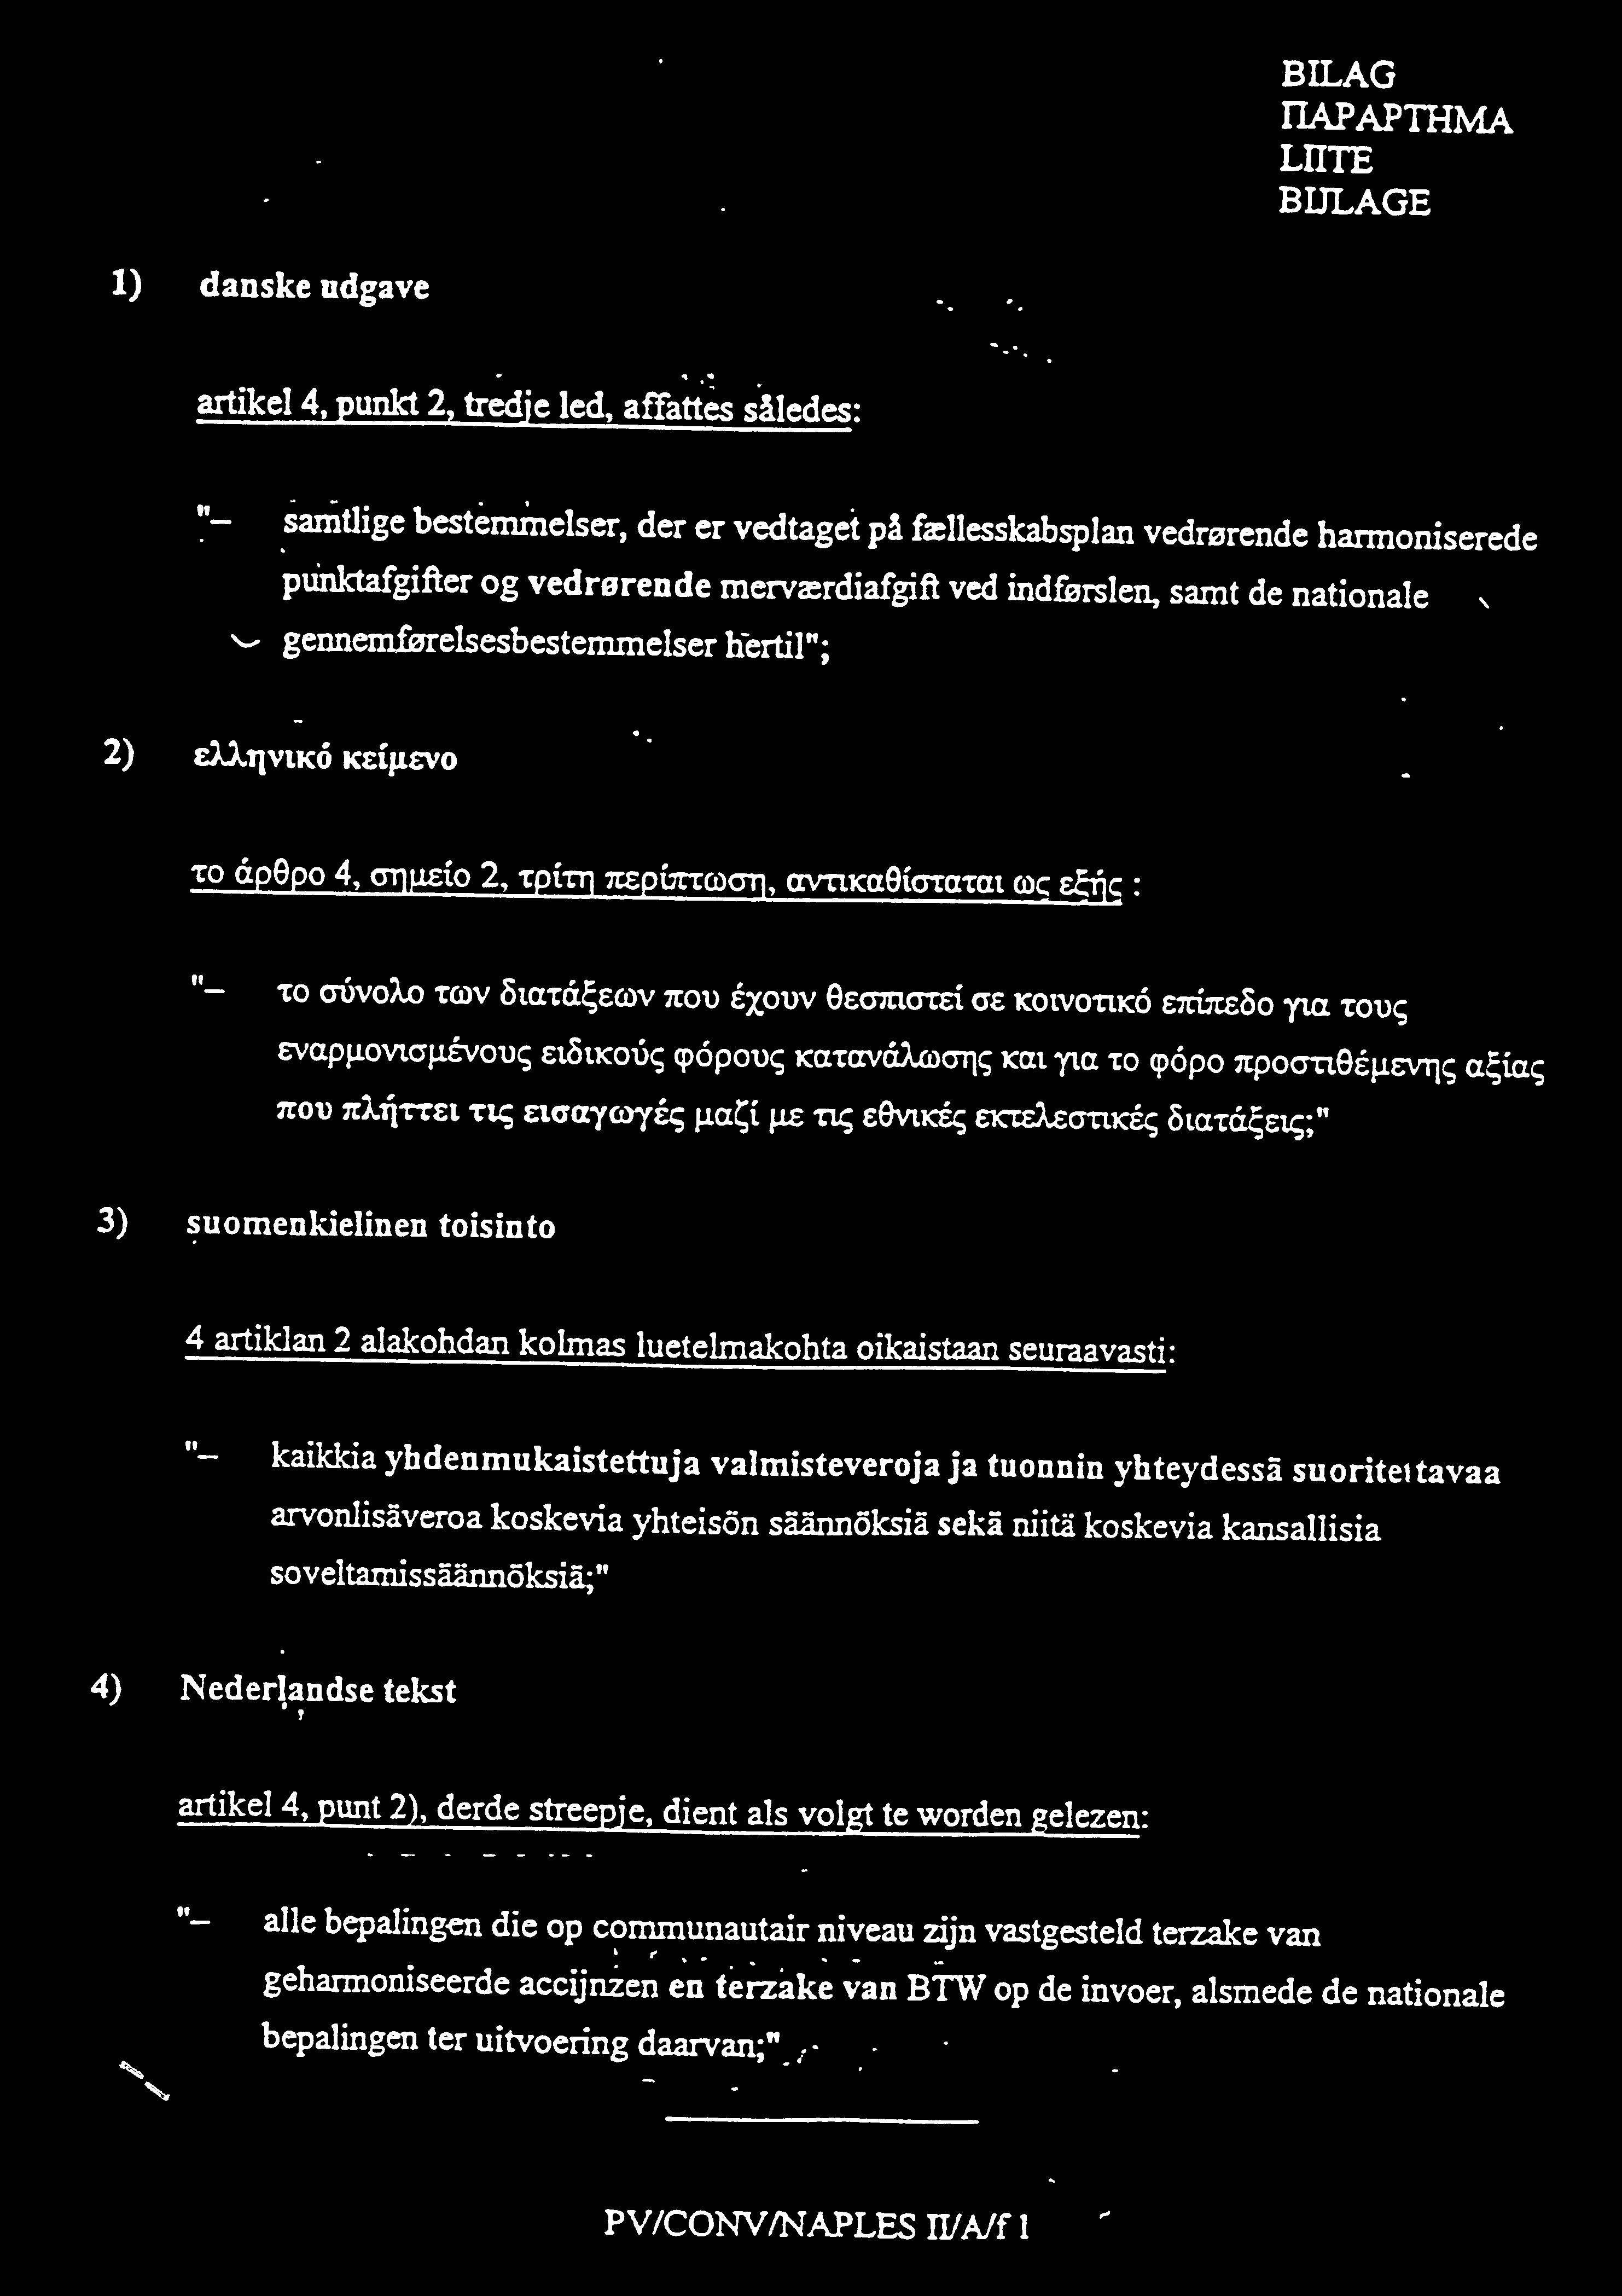 BILAG
ΠΑΡΑΡΤΗΜΑ
LIITE
BIJLAGE
1) danske udgave
artikel 4, punkt 2, tredje led, affattes således:
"– samtlige bestemmelser, der er vedtaget på fællesskabsplan vedrørende harmoniserede
punktafgifter og vedrørende merværdiafgift ved indførslen, samt de nationale
gennemførelsesbestemmelser hertil";
2) ελληνικό κείμενο
το άρθρο 4, σημείο 2, τρίτη περίπτωση, αντικαθίσταται ως εξής :
"– το σύνολο των διατάξεων που έχουν θεσπιστεί σε κοινοτικό επίπεδο για τους
εναρμονισμένους ειδικούς φόρους κατανάλωσης και για το φόρο προστιθέμενης αξίας
που πλήττει τις εισαγωγές μαζί με τις εθνικές εκτελεστικές διατάξεις;"
3) suomenkielinen toisinto
4 artiklan 2 alakohdan kolmas luetelmakohta oikaistaan seuraavasti:
"– kaikkia yhdenmukaistettuja valmisteveroja ja tuonnin yhteydessä suoritettavaa
arvonlisäveroa koskevia yhteisön säännöksiä sekä niitä koskevia kansallisia
soveltamissäännöksiä;"
4) Nederlandse tekst
artikel 4, punt 2), derde streepje, dient als volgt te worden gelezen:
"– alle bepalingen die op communautair niveau zijn vastgesteld terzake van
geharmoniseerde accijnzen en terzake van BTW op de invoer, alsmede de nationale
bepalingen ter uitvoering daarvan;"
PV/CONV/NAPLES II/A/f 1